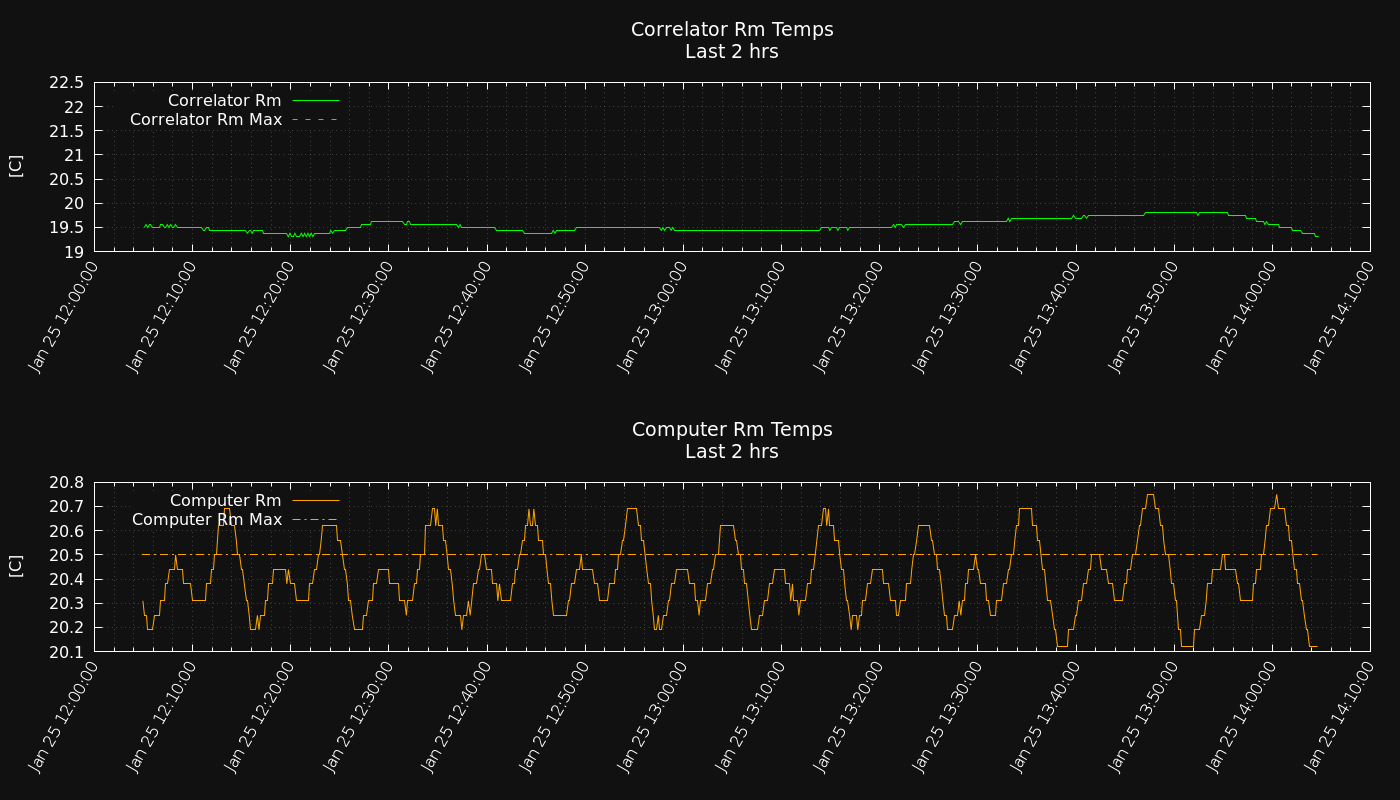 Correlator Rm Temps
Last 2 hrs
22.5
22
21.5
21
20.5
20
19.5
19
[C]
Correlator Rm
Correlator Rm Max
Jan 25 12:00:00
Jan 25 12:10:00
Jan 25 12:20:00
Jan 25 12:30:00
Jan 25 12:40:00
Jan 25 12:50:00
Jan 25 13:00:00
Jan 25 13:10:00
Jan 25 13:20:00
Jan 25 13:30:00
Jan 25 13:40:00
Jan 25 13:50:00
Jan 25 14:00:00
Jan 25 14:10:00
Computer Rm Temps
Last 2 hrs
20.8
20.7
20.6
20.5
20.4
20.3
20.2
20.1
[C]
Computer Rm
Computer Rm Max
Jan 25 12:00:00
Jan 25 12:10:00
Jan 25 12:20:00
Jan 25 12:30:00
Jan 25 12:40:00
Jan 25 12:50:00
Jan 25 13:00:00
Jan 25 13:10:00
Jan 25 13:20:00
Jan 25 13:30:00
Jan 25 13:40:00
Jan 25 13:50:00
Jan 25 14:00:00
Jan 25 14:10:00